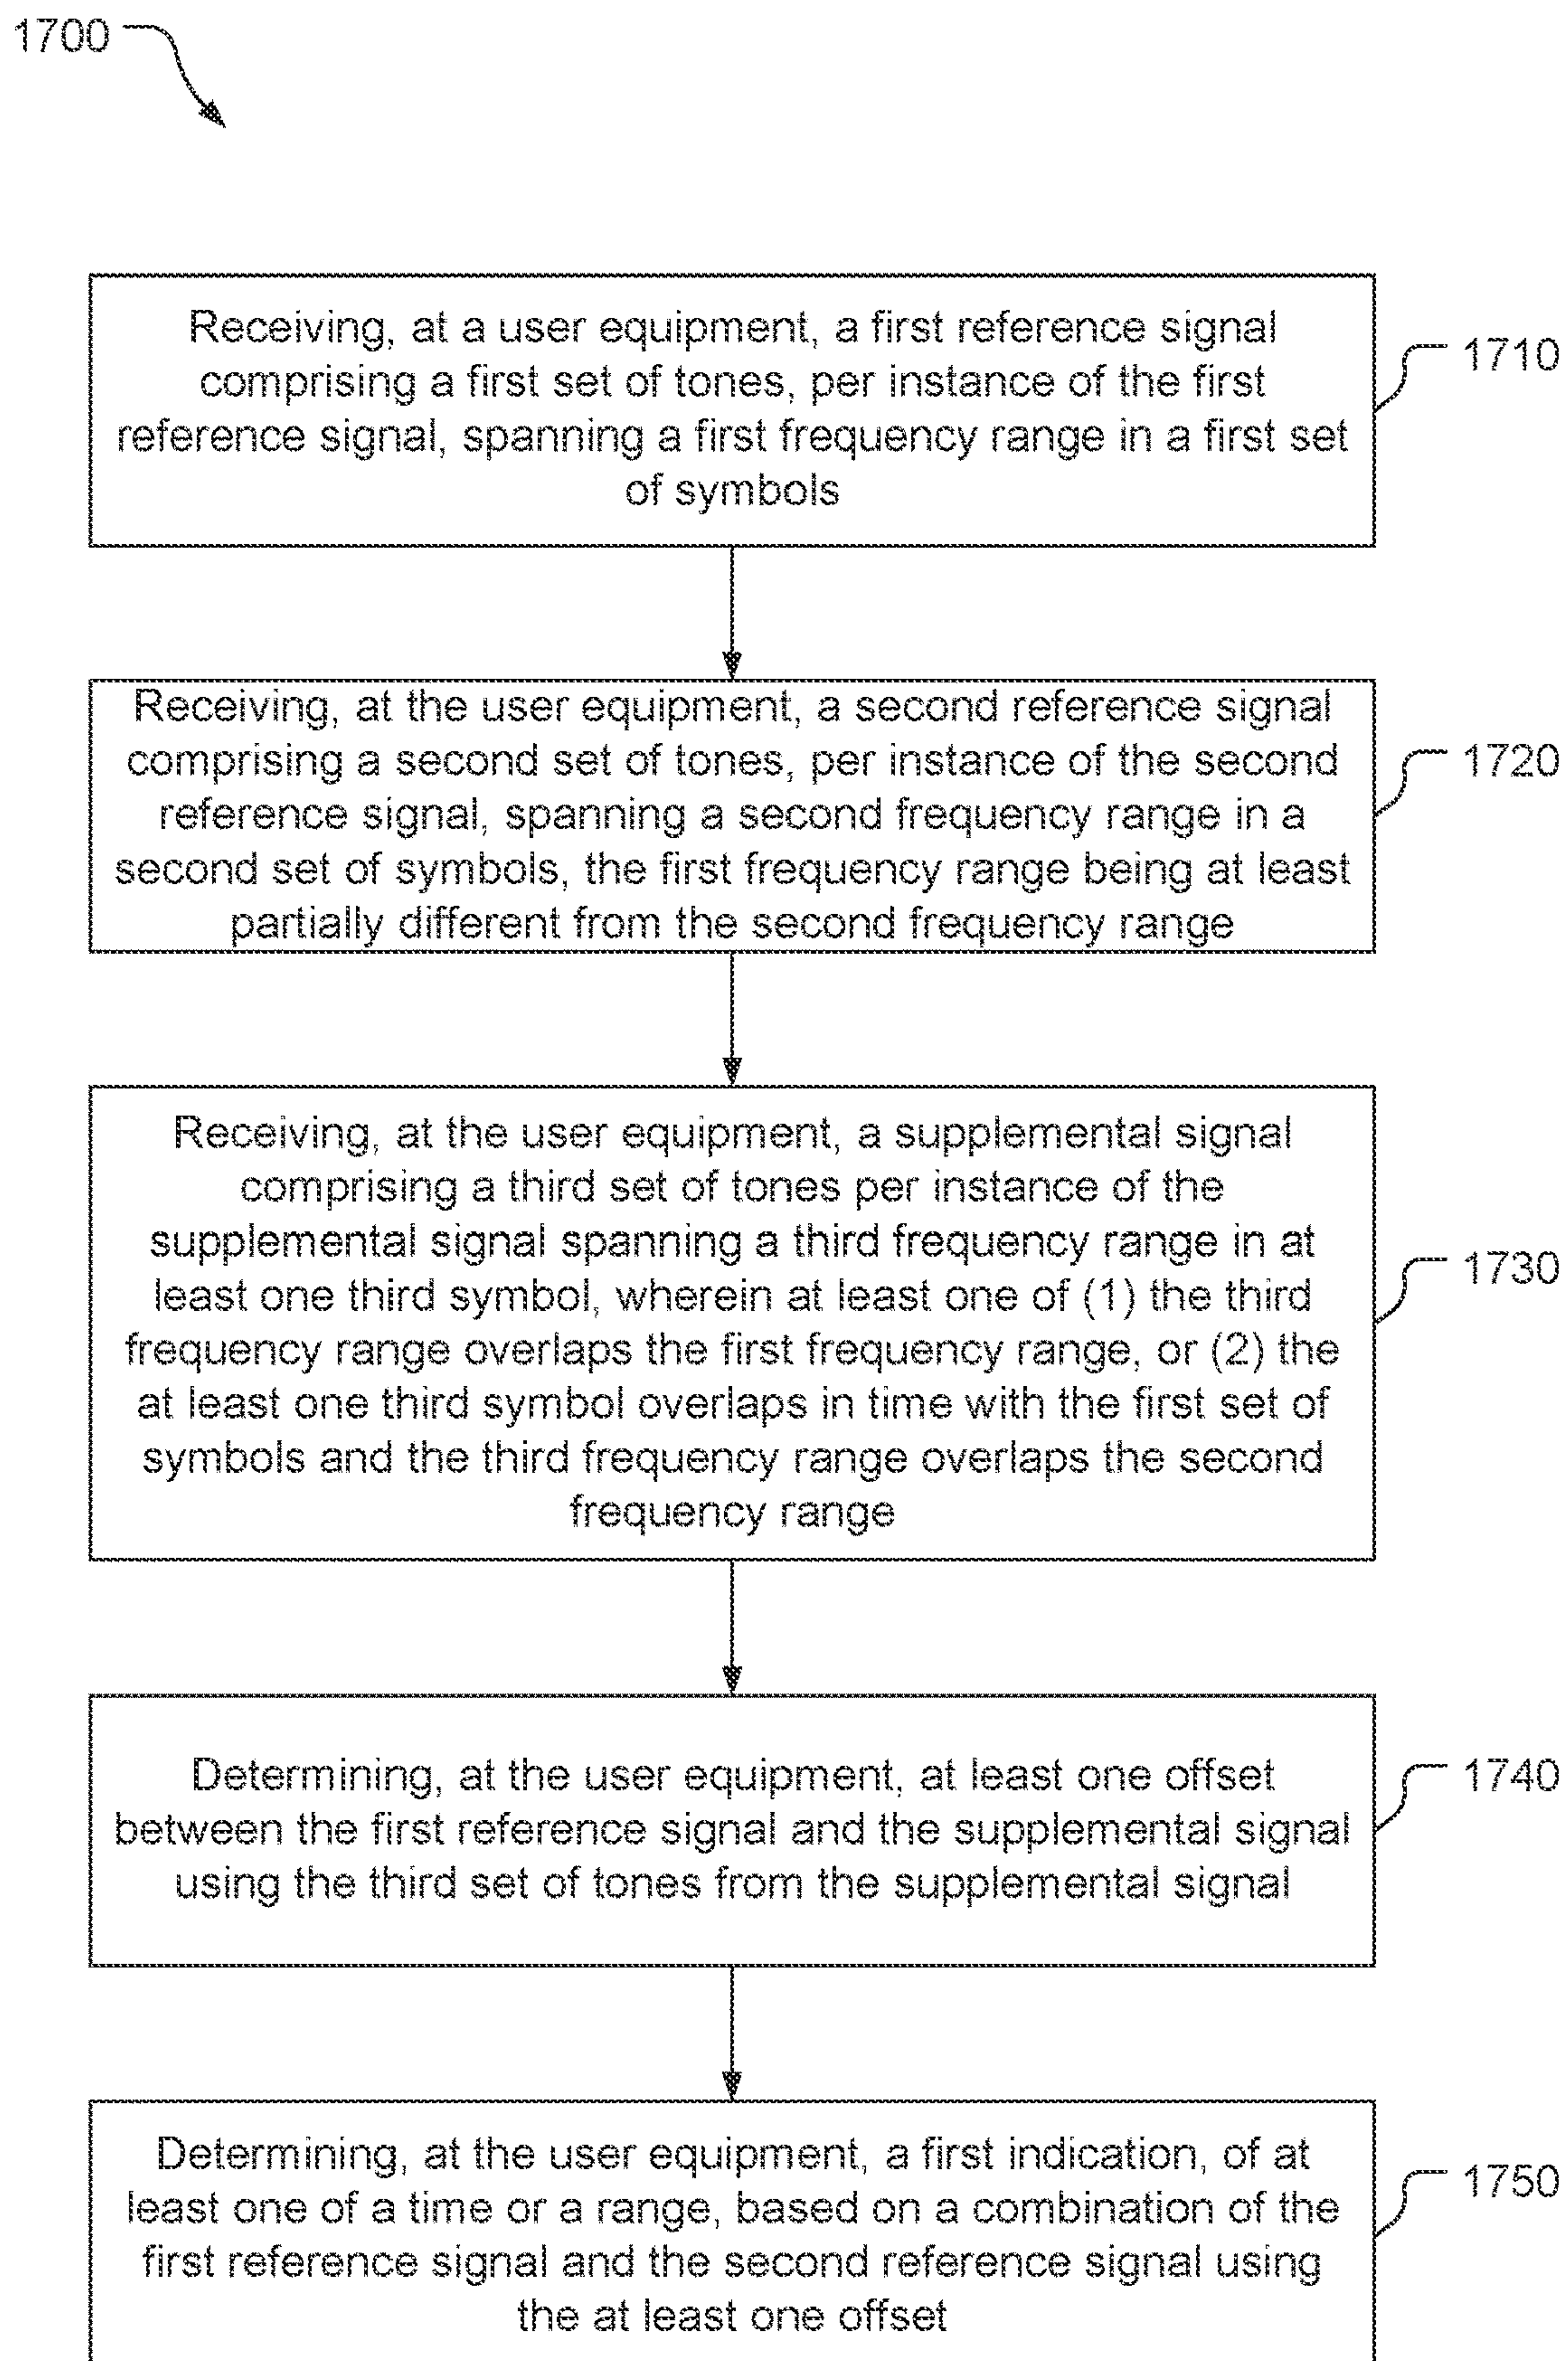 1700
Receiving, at a user equipment, a first reference signal
comprising a first set of tones, per instance of the first
reference signal, spanning a first frequency range in a first set
of symbols
1710
Receiving, at the user equipment, a second reference signal
comprising a second set of tones, per instance of the second
reference signal, spanning a second frequency range in a
second set of symbols, the first frequency range being at least
partially different from the second frequency range
1720
Receiving, at the user equipment, a supplemental signal
comprising a third set of tones per instance of the
supplemental signal spanning a third frequency range in at
least one third symbol, wherein at least one of (1) the third
frequency range overlaps the first frequency range, or (2) the
at least one third symbol overlaps in time with the first set of
symbols and the third frequency range overlaps the second
frequency range
1730
Determining, at the user equipment, at least one offset
between the first reference signal and the supplemental signal
using the third set of tones from the supplemental signal
1740
Determining, at the user equipment, a first indication, of at
least one of a time or a range, based on a combination of the
first reference signal and the second reference signal using
the at least one offset
1750